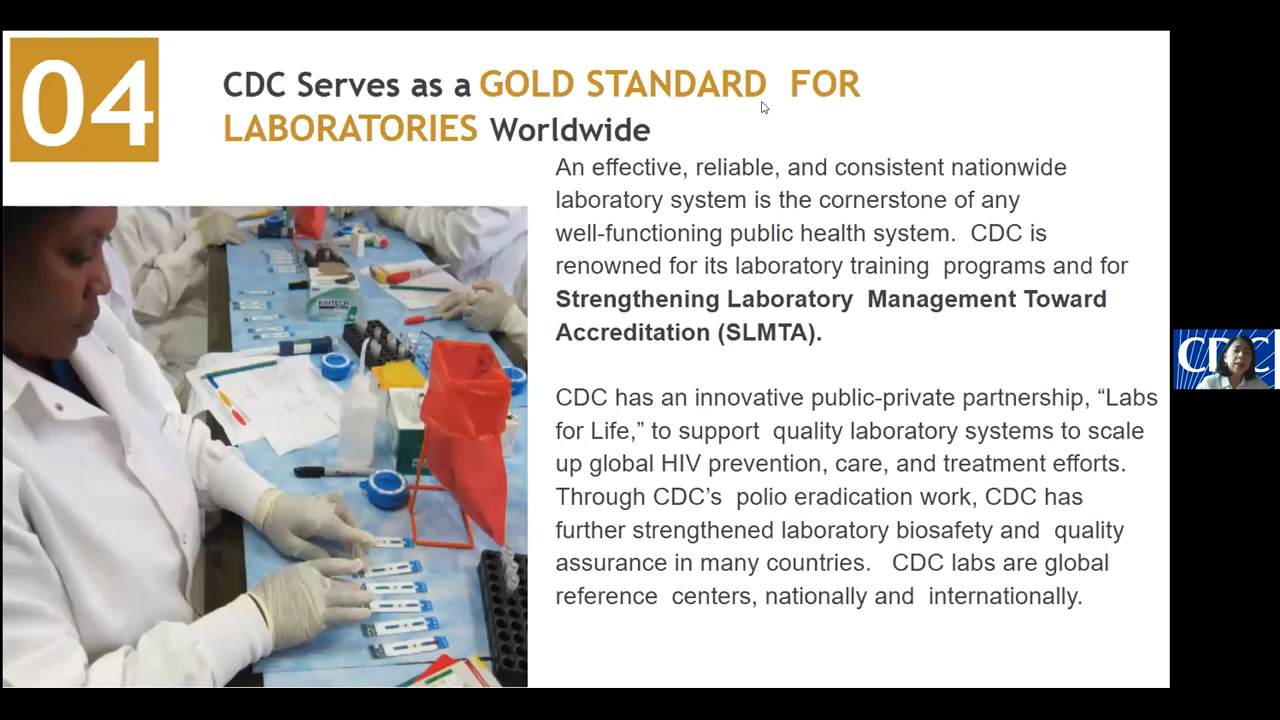 04
CDC Serves as a GOLD STANDARD FOR
LABORATORIES Worldwide
An effective, reliable, and consistent nationwide
laboratory system is the cornerstone of any
well-functioning public health system. CDC is
renowned for its laboratory training programs and for
Strengthening Laboratory Management Toward
Accreditation (SLMTA).
CDC has an innovative public-private partnership, “Labs
for Life,” to support quality laboratory systems to scale
up global HIV prevention, care, and treatment efforts.
Through CDC’s polio eradication work, CDC has
further strengthened laboratory biosafety and quality
assurance in many countries. CDC labs are global
reference centers, nationally and internationally.
KIMTECH
CDC